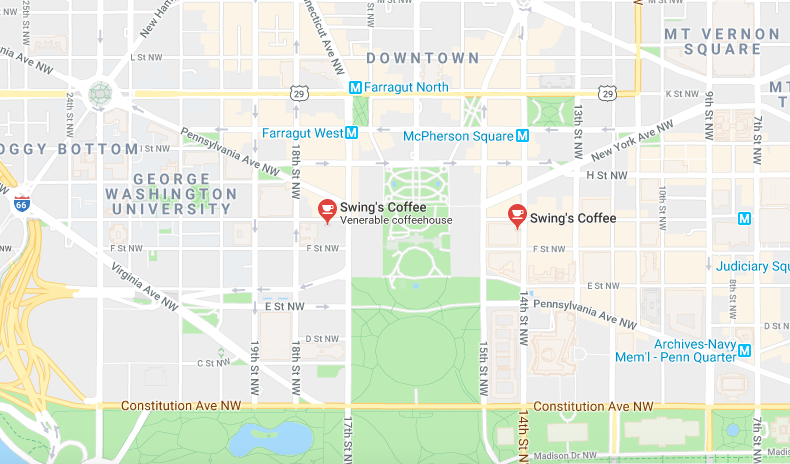 25th St NW
New Ham
Connecticut Ave NW
MT VERNON
SQUARE
DOWNTOWN
L St NW
nia Ave NW
Farragut North
29
29
K St NW
24th St NW
9th St NW
MT
13th St NW
7th St NW
Farragut West
McPherson Square
New York Ave NW
Pennsylvania Ave NW
18th St NW
OGGY BOTTOM
I St NW
GEORGE
WASHINGTON
UNIVERSITY
H St NW
10th St NW
66
Swing's Coffee
Venerable coffeehouse
Swing's Coffee
NW
F St NW
F St NW
F St NW
Judiciary Squ
Virginia Ave NW
E St NW
E St NW
8th St NW
14th St NW
Pennsylvania Ave NW
D St NW
D St NW
Archives-Navy
Mem'l - Penn Quarter
C St NW
19th St NW
18th St NW
15th St NW
Constitution Ave NW
Constitution Ave NW
17th St NW
14th St NW
7th St NW
Madison Dr NW